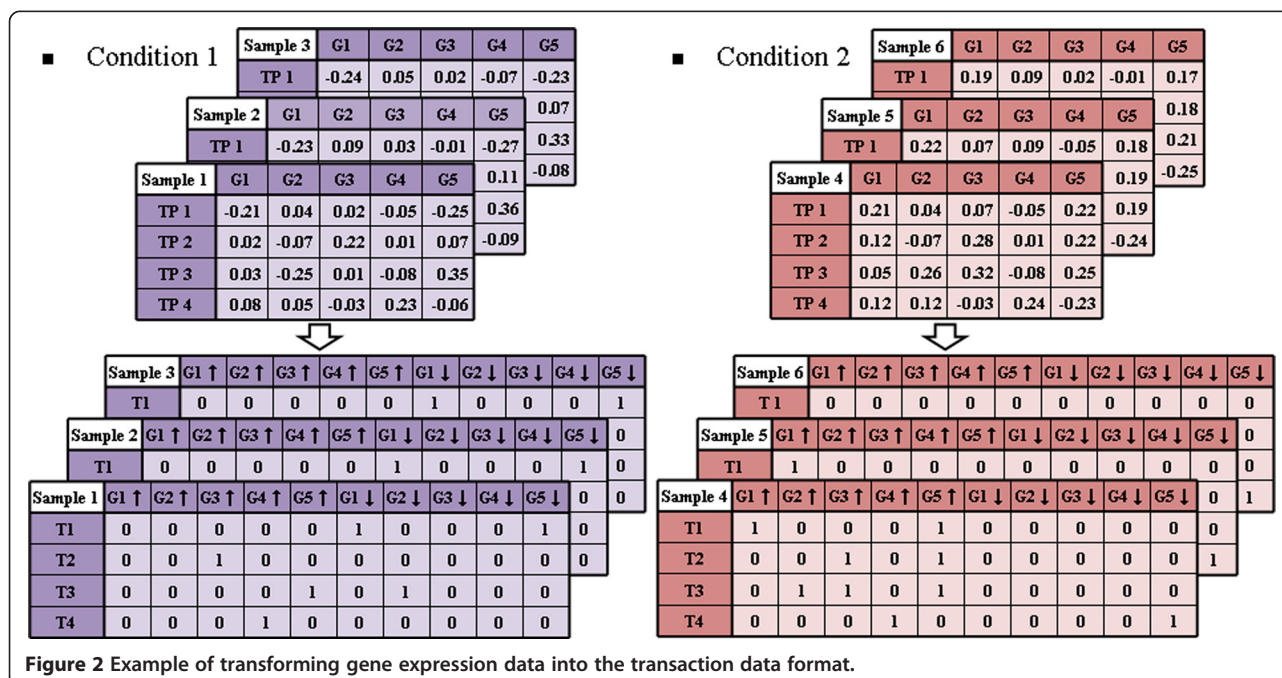 ▪ Condition 1
Sample 3 G1 G2 G3 G4 G5
TP 1 -0.24 0.05 0.02 -0.07 -0.23
0.07
0.33
-0.08
Sample 2 G1 G2 G3 G4 G5
TP 1 -0.23 0.09 0.03 -0.01 -0.27
0.11
0.36
-0.09
Sample 1 G1 G2 G3 G4 G5
TP 1 -0.21 0.04 0.02 -0.05 -0.25
TP 2 0.02 -0.07 0.22 0.01 0.07
TP 3 0.03 -0.25 0.01 -0.08 0.35
TP 4 0.08 0.05 -0.03 0.23 -0.06
Sample 3 G1↑ G2↑ G3↑ G4↑ G5↑ G1↓ G2↓ G3↓ G4↓ G5↓
T1 0 0 0 0 0 1 0 0 0 1
0
0
0
Sample 2 G1↑ G2↑ G3↑ G4↑ G5↑ G1↓ G2↓ G3↓ G4↓ G5↓
T1 0 0 0 0 0 1 0 0 0 1
0
0
0
Sample 1 G1↑ G2↑ G3↑ G4↑ G5↑ G1↓ G2↓ G3↓ G4↓ G5↓
T1 0 0 0 0 0 1 0 0 0 1
T2 0 0 1 0 0 0 0 0 0 0
T3 0 0 0 0 1 0 1 0 0 0
T4 0 0 0 1 0 0 0 0 0 0
▪ Condition 2
Sample 6 G1 G2 G3 G4 G5
TP 1 0.19 0.09 0.02 -0.01 0.17
0.18
0.21
-0.25
Sample 5 G1 G2 G3 G4 G5
TP 1 0.22 0.07 0.09 -0.05 0.18
0.19
0.19
-0.24
Sample 4 G1 G2 G3 G4 G5
TP 1 0.21 0.04 0.07 -0.05 0.22
TP 2 0.12 -0.07 0.28 0.01 0.22
TP 3 0.05 0.26 0.32 -0.08 0.25
TP 4 0.12 0.12 -0.03 0.24 -0.23
Sample 6 G1↑ G2↑ G3↑ G4↑ G5↑ G1↓ G2↓ G3↓ G4↓ G5↓
T 1 0 0 0 0 0 0 0 0 0 0
0
0
1
Sample 5 G1↑ G2↑ G3↑ G4↑ G5↑ G1↓ G2↓ G3↓ G4↓ G5↓
T1 1 0 0 0 0 0 0 0 0 0
0
0
1
Sample 4 G1↑ G2↑ G3↑ G4↑ G5↑ G1↓ G2↓ G3↓ G4↓ G5↓
T1 1 0 0 0 1 0 0 0 0 0
T2 0 0 1 0 1 0 0 0 0 0
T3 0 1 1 0 1 0 0 0 0 0
T4 0 0 0 1 0 0 0 0 0 1
Figure 2 Example of transforming gene expression data into the transaction data format.